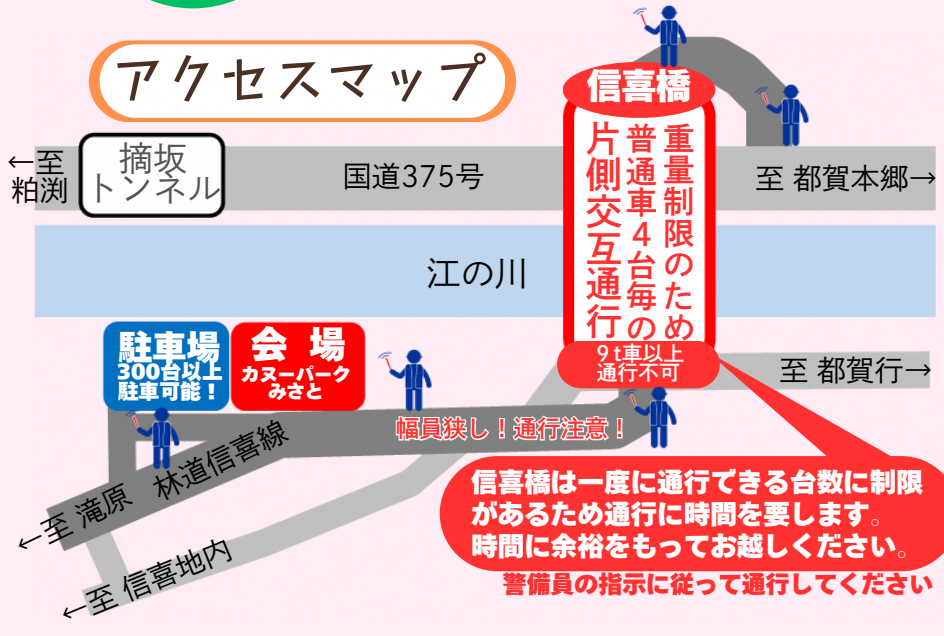 アクセスマップ
信喜橋
重量制限のため
普通車4台毎の
片側交互通行
9t車以上
通行不可
←至
粕渕
摘坂
トンネル
国道375号
至 都賀本郷→
江の川
駐車場
300台以上
駐車可能！
会 場
カヌーパーク
みさと
至 都賀行→
幅員狭し！通行注意！
林道信喜線
←至 滝原
←至 信喜地内
信喜橋は一度に通行できる台数に制限
があるため通行に時間を要します。
時間に余裕をもってお越しください。
警備員の指示に従って通行してください